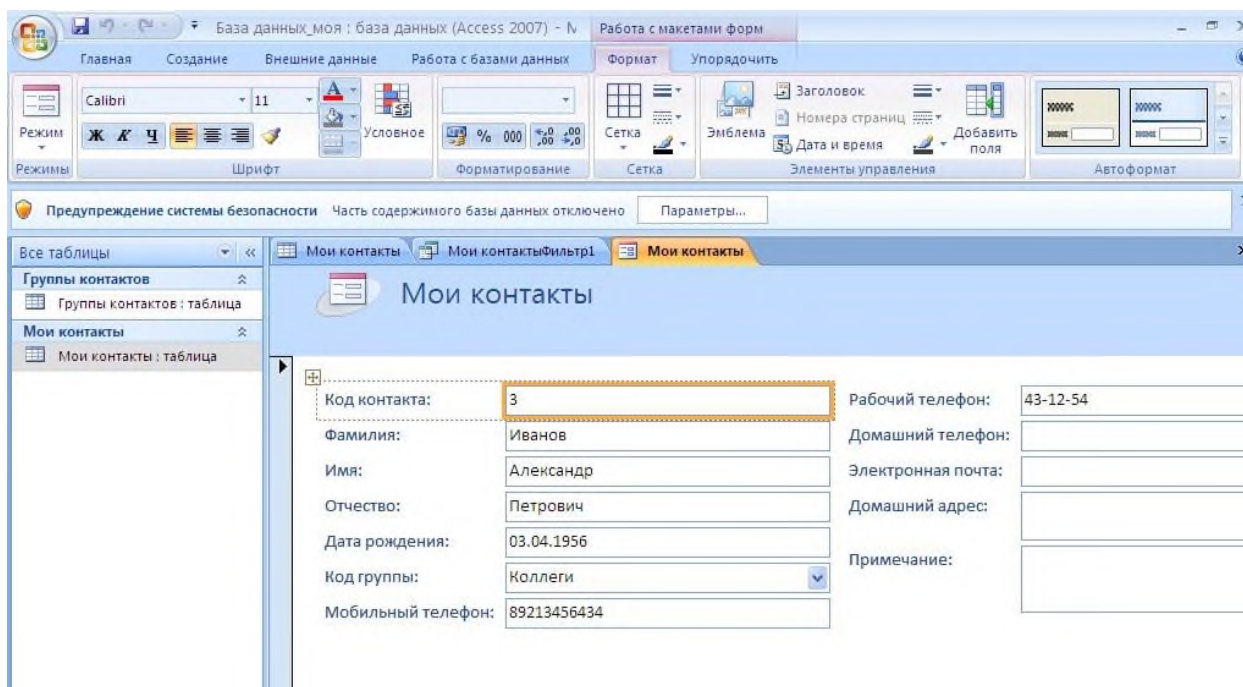 База данных_моя : база данных (Access 2007) - М
Работа с макетами форм
Главная Создание Внешние данные Работа с базами данных Формат Упорядочить
Calibri 11
Режим Ж К Ч Условное % 000 Сетка Эмблема
Заголовок
Номера страниц
Дата и время
Добавить поля
Режимы Шрифт Форматирование Сетка Элементы управления Автоформат
Предупреждение системы безопасности Часть содержимого базы данных отключено Параметры...
Все таблицы
Мои контакты Мои контактыФильтр1 Мои контакты
Группы контактов
Группы контактов : таблица
Мои контакты
Мои контакты : таблица
Мои контакты
Код контакта: 3
Фамилия: Иванов
Имя: Александр
Отчество: Петрович
Дата рождения: 03.04.1956
Код группы: Коллеги
Мобильный телефон: 89213456434
Рабочий телефон: 43-12-54
Домашний телефон:
Электронная почта:
Домашний адрес:
Примечание: